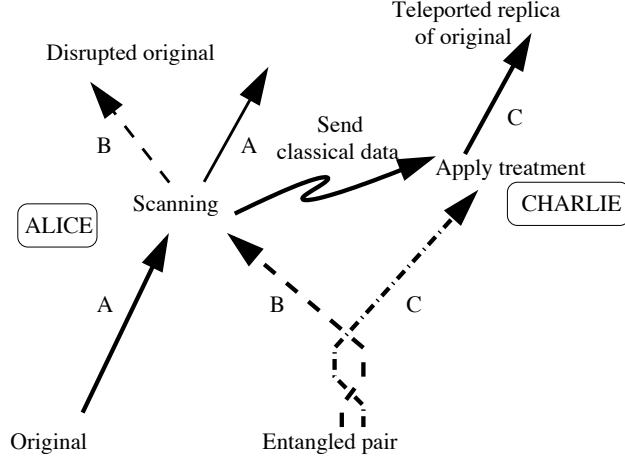 Teleported replica
of original
Disrupted original
C
Send
classical data
B
A
Apply treatment
Scanning
CHARLIE
ALICE
A
B
C
Original
Entangled pair